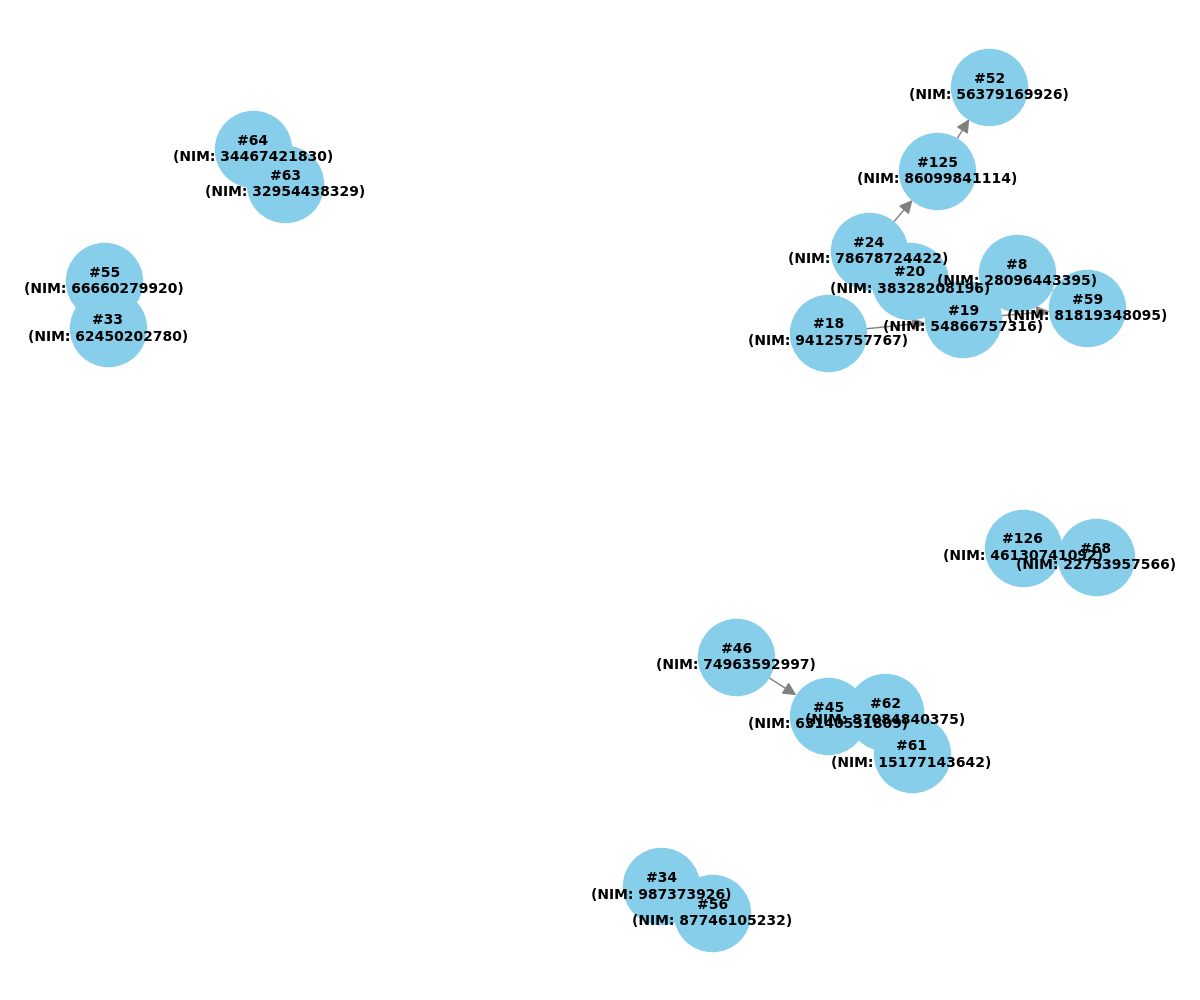 #52
(NIM: 56379169926)
#64
(NIM: 34467421830)
#125
(NIM: 86099841114)
#63
(NIM: 32954438329)
#24
(NIM: 78678724422)
#20
(NIM: 38328208196)
#8
(NIM: 28096443395)
#55
(NIM: 66660279920)
#59
(NIM: 81819348095)
#19
(NIM: 54866757316)
#18
(NIM: 94125757767)
#33
(NIM: 62450202780)
#126
(NIM: 46130741092)
#68
(NIM: 22753957566)
#46
(NIM: 74963592997)
#62
(NIM: 87084840375)
#45
(NIM:
#61
(NIM: 15177143642)
#34
(NIM: 987373926)
#56
(NIM: 87746105232)